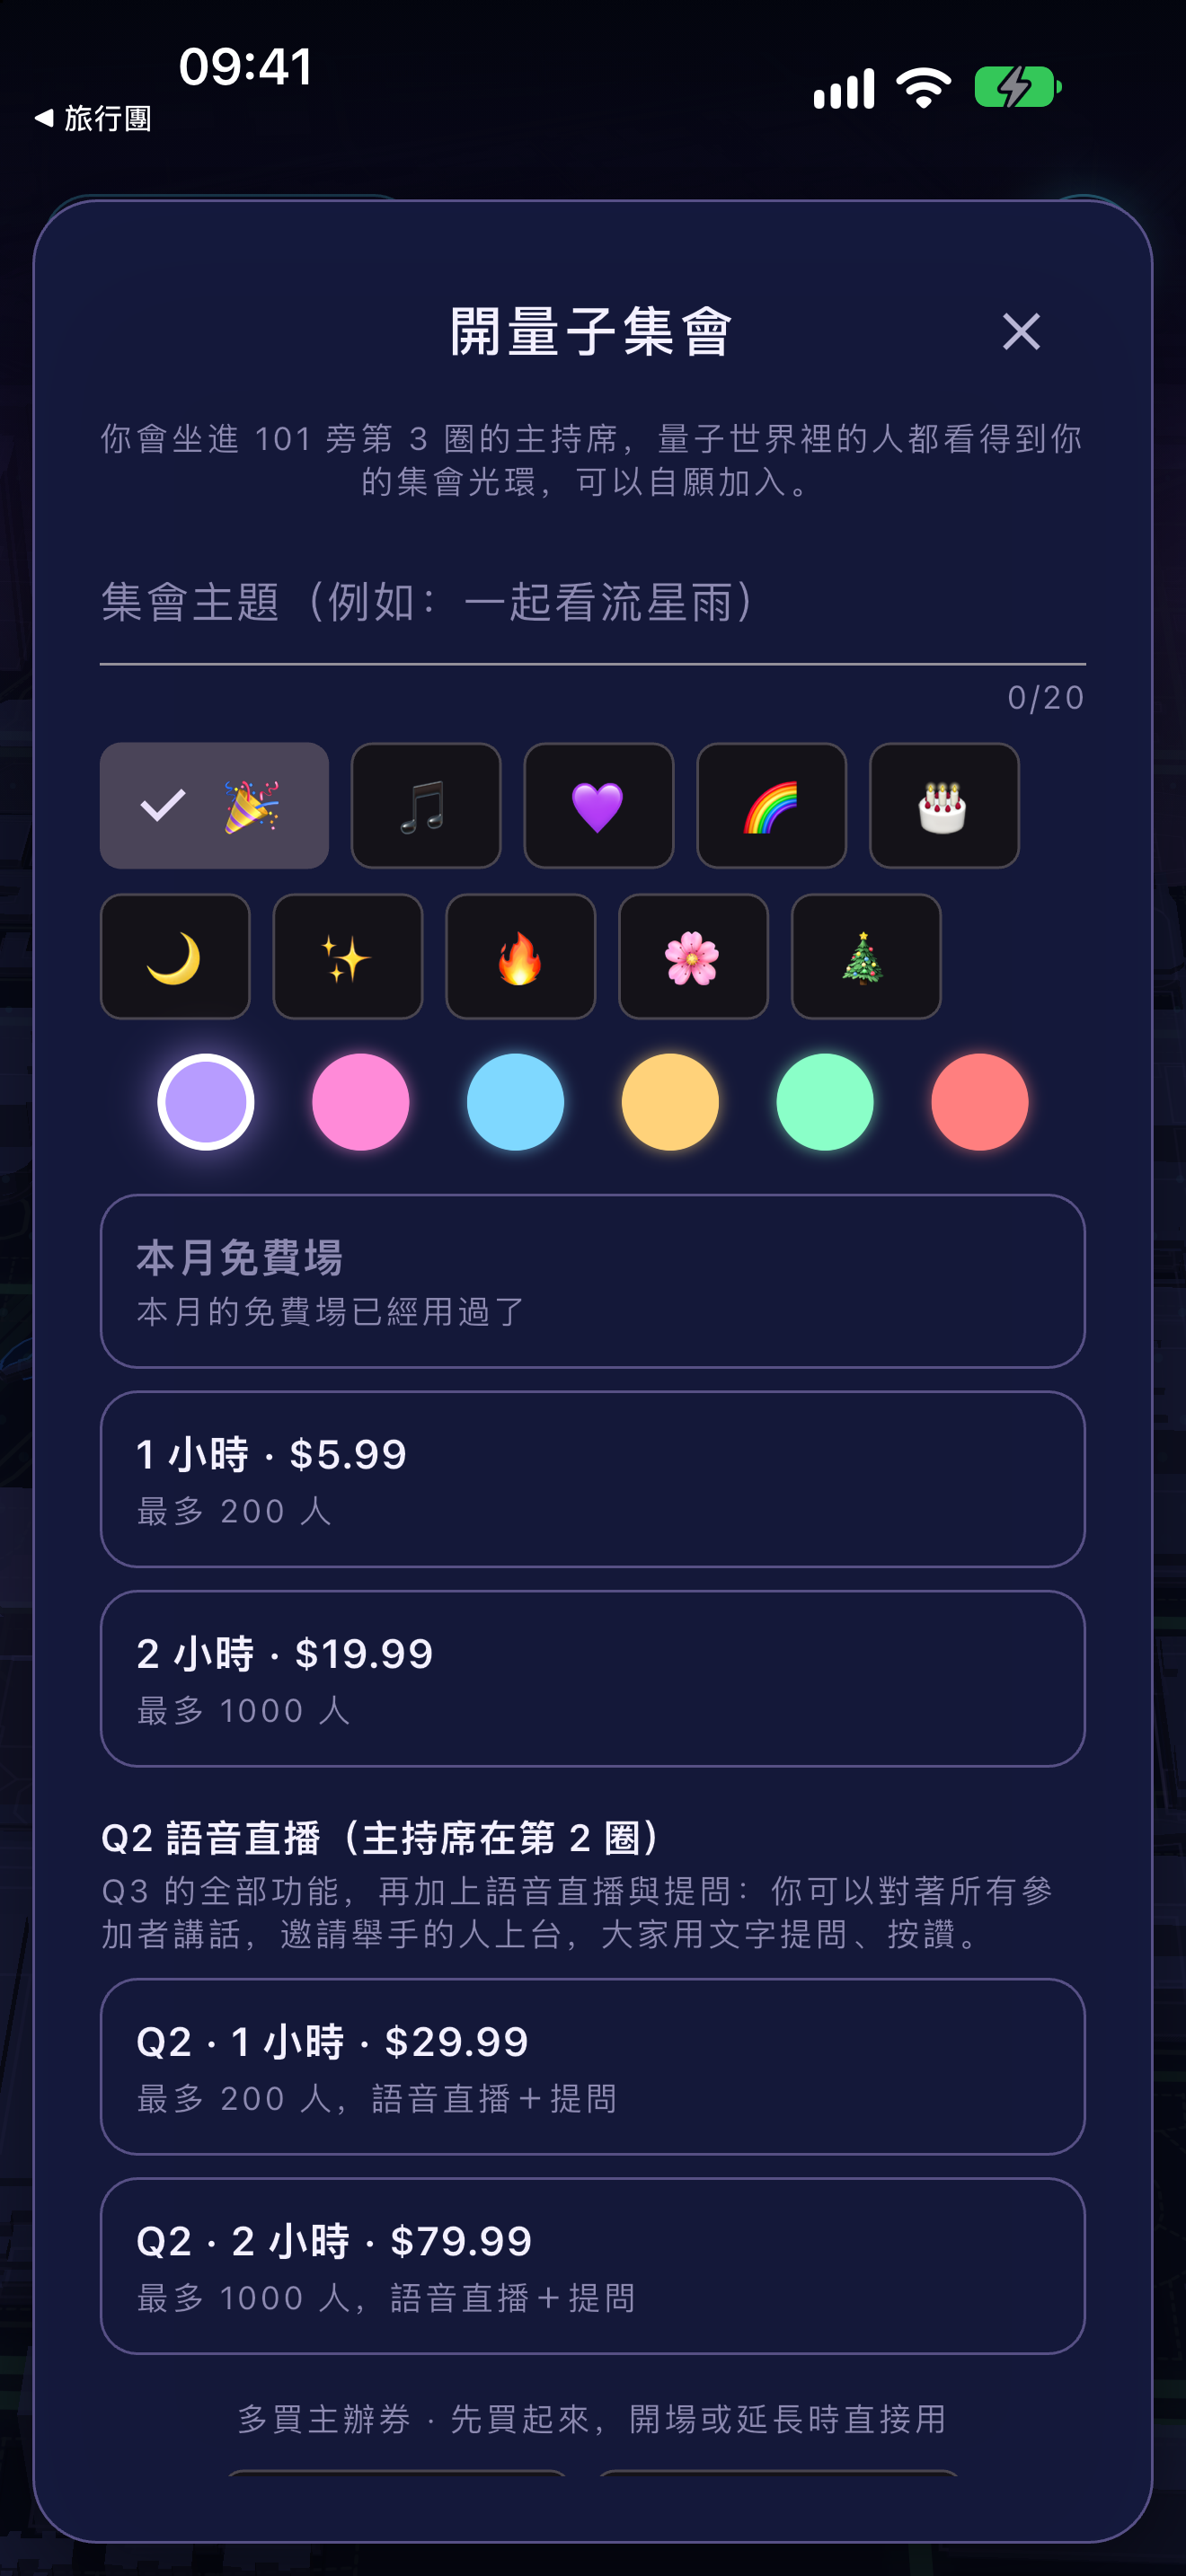 09:41
◀ 旅行團
開量子集會
你會坐進 101 旁第 3 圈的主持席，量子世界裡的人都看得到你
的集會光環，可以自願加入。
集會主題（例如：一起看流星雨）
0/20
本月免費場
本月的免費場已經用過了
1 小時 · $5.99
最多 200 人
2 小時 · $19.99
最多 1000 人
Q2 語音直播（主持席在第 2 圈）
Q3 的全部功能，再加上語音直播與提問：你可以對著所有參
加者講話，邀請舉手的人上台，大家用文字提問、按讚。
Q2 · 1 小時 · $29.99
最多 200 人，語音直播＋提問
Q2 · 2 小時 · $79.99
最多 1000 人，語音直播＋提問
多買主辦券 · 先買起來，開場或延長時直接用